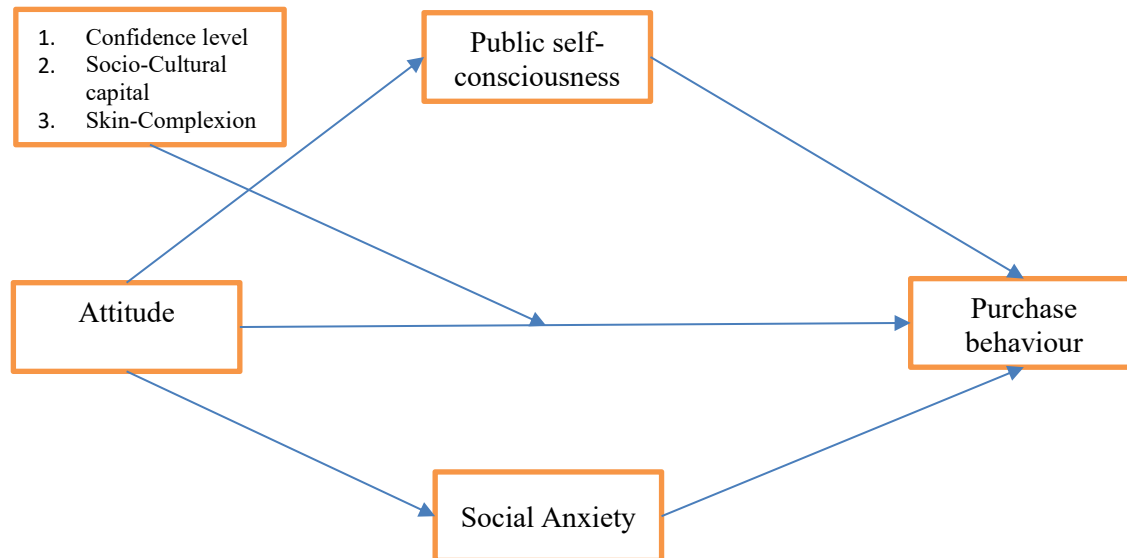 1. Confidence level
2. Socio-Cultural
capital
3. Skin-Complexion
Public self-
consciousness
Attitude
Purchase
behaviour
Social Anxiety